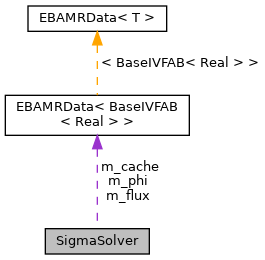 EBAMRData< T >
< BaseIVFAB< Real > >
EBAMRData< BaseIVFAB
< Real > >
m_cache
m_phi
m_flux
SigmaSolver